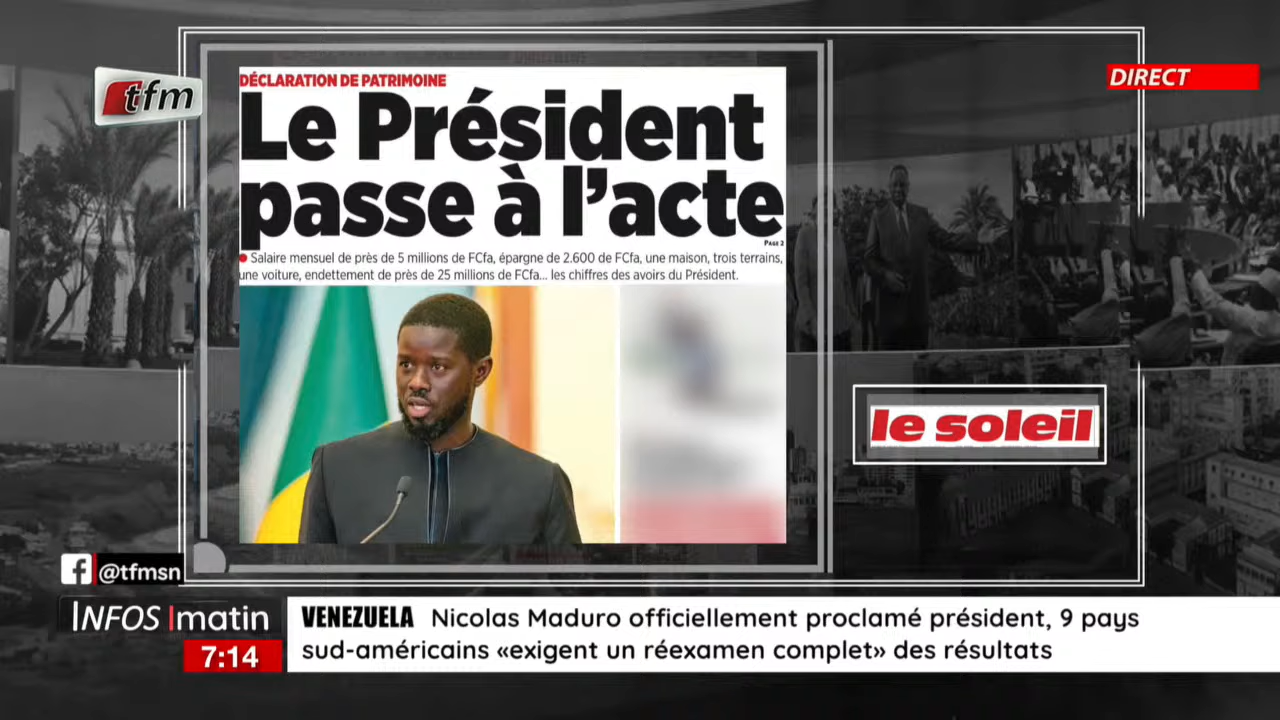 tfm
DIRECT
DÉCLARATION DE PATRIMOINE
Le Président
passe à l'acte
PAGE 2
Salaire mensuel de près de 5 millions de FCfa, épargne de 2.600 de FCfa, une maison, trois terrains,
une voiture, endettement de près de 25 millions de FCfa... les chiffres des avoirs du Président.
le soleil
@tfmsn
INFOS matin
7:14
VENEZUELA Nicolas Maduro officiellement proclamé président, 9 pays
sud-américains «exigent un réexamen complet» des résultats